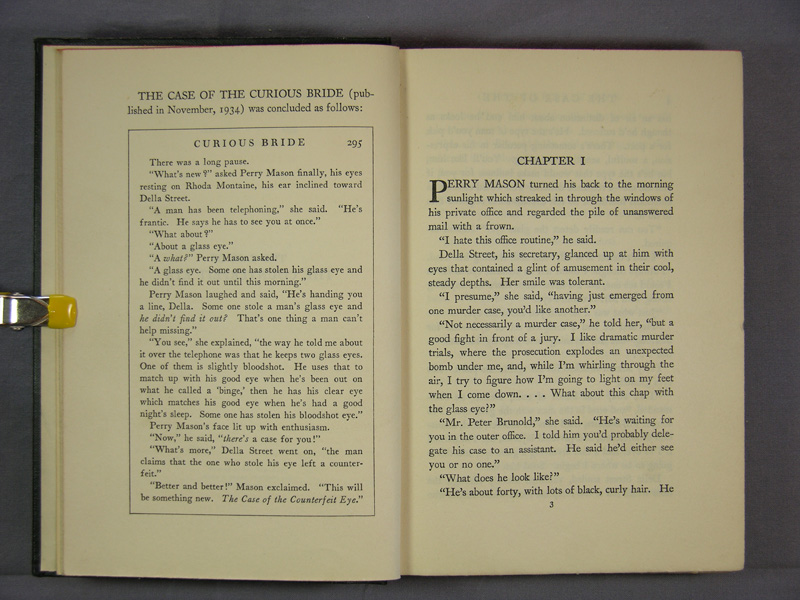 THE CASE OF THE CURIOUS BRIDE (pub-
lished in November, 1934) was concluded as follows:
CURIOUS BRIDE 295
There was a long pause.
"What's new?" asked Perry Mason finally, his eyes
resting on Rhoda Montaine, his ear inclined toward
Della Street.
"A man has been telephoning," she said. "He's
frantic. He says he has to see you at once."
"What about?"
"About a glass eye."
"A what?" Perry Mason asked.
"A glass eye. Some one has stolen his glass eye and
he didn't find it out until this morning."
Perry Mason laughed and said, "He's handing you
a line, Della. Some one stole a man's glass eye and
he didn't find it out? That's one thing a man can't
help missing."
"You see," she explained, "the way he told me about
it over the telephone was that he keeps two glass eyes.
One of them is slightly bloodshot. He uses that to
match up with his good eye when he's been out on
what he called a 'binge,' then he has his clear eye
which matches his good eye when he's had a good
night's sleep. Some one has stolen his bloodshot eye."
Perry Mason's face lit up with enthusiasm.
"Now," he said, "there's a case for you!"
"What's more," Della Street went on, "the man
claims that the one who stole his eye left a counter-
feit."
"Better and better!" Mason exclaimed. "This will
be something new. The Case of the Counterfeit Eye."
CHAPTER I
PERRY MASON turned his back to the morning
sunlight which streaked in through the windows of
his private office and regarded the pile of unanswered
mail with a frown.
"I hate this office routine," he said.
Della Street, his secretary, glanced up at him with
eyes that contained a glint of amusement in their cool,
steady depths. Her smile was tolerant.
"I presume," she said, "having just emerged from
one murder case, you'd like another."
"Not necessarily a murder case," he told her, "but a
good fight in front of a jury. I like dramatic murder
trials, where the prosecution explodes an unexpected
bomb under me, and, while I'm whirling through the
air, I try to figure how I'm going to light on my feet
when I come down. . . . What about this chap with
the glass eye?"
"Mr. Peter Brunold," she said. "He's waiting for
you in the outer office. I told him you'd probably dele-
gate his case to an assistant. He said he'd either see
you or no one."
"What does he look like?"
"He's about forty, with lots of black, curly hair. He
3